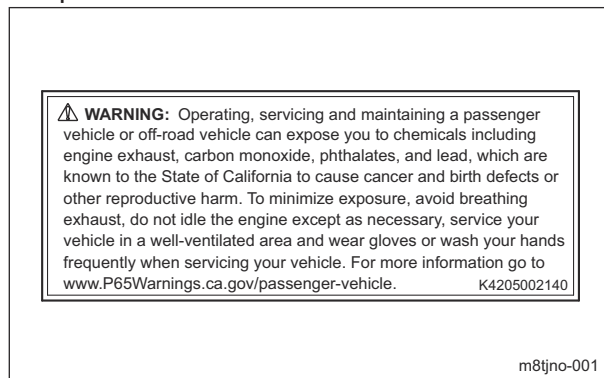 ⚠ WARNING: Operating, servicing and maintaining a passenger
vehicle or off-road vehicle can expose you to chemicals including
engine exhaust, carbon monoxide, phthalates, and lead, which are
known to the State of California to cause cancer and birth defects or
other reproductive harm. To minimize exposure, avoid breathing
exhaust, do not idle the engine except as necessary, service your
vehicle in a well-ventilated area and wear gloves or wash your hands
frequently when servicing your vehicle. For more information go to
www.P65Warnings.ca.gov/passenger-vehicle. K4205002140
m8tjno-001